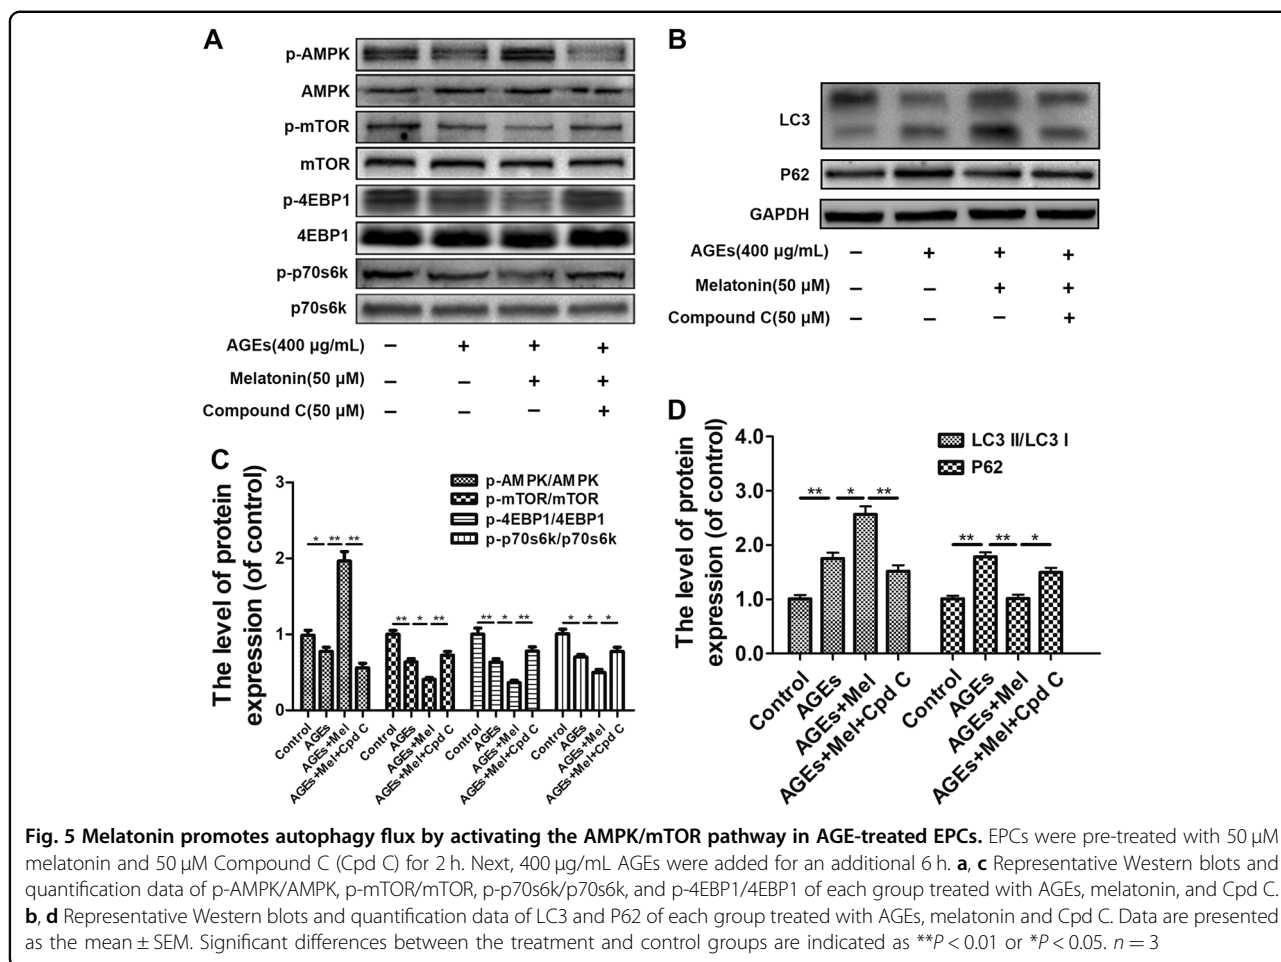 A
p-AMPK
AMPK
p-mTOR
mTOR
p-4EBP1
4EBP1
p-p70s6k
p70s6k
AGEs(400 µg/mL) – + + +
Melatonin(50 µM) – – + +
Compound C(50 µM) – – – +
B
LC3
P62
GAPDH
AGEs(400 µg/mL) – + + +
Melatonin(50 µM) – – + +
Compound C(50 µM) – – – +
C
The level of protein
expression (of control)
3
2
1
0
p-AMPK/AMPK
p-mTOR/mTOR
p-4EBP1/4EBP1
p-p70s6k/p70s6k
* ** **
** * **
** * **
* * *
Control
AGEs
AGEs+Mel
AGEs+Mel+Cpd C
Control
AGEs
AGEs+Mel
AGEs+Mel+Cpd C
Control
AGEs
AGEs+Mel
AGEs+Mel+Cpd C
Control
AGEs
AGEs+Mel
AGEs+Mel+Cpd C
D
The level of protein
expression (of control)
4.0
3.0
2.0
1.0
0.0
LC3 II/LC3 I
P62
** * **
** ** *
Control
AGEs
AGEs+Mel
AGEs+Mel+Cpd C
Control
AGEs
AGEs+Mel
AGEs+Mel+Cpd C
Fig. 5 Melatonin promotes autophagy flux by activating the AMPK/mTOR pathway in AGE-treated EPCs. EPCs were pre-treated with 50 µM
melatonin and 50 µM Compound C (Cpd C) for 2 h. Next, 400 µg/mL AGEs were added for an additional 6 h. a, c Representative Western blots and
quantification data of p-AMPK/AMPK, p-mTOR/mTOR, p-p70s6k/p70s6k, and p-4EBP1/4EBP1 of each group treated with AGEs, melatonin, and Cpd C.
b, d Representative Western blots and quantification data of LC3 and P62 of each group treated with AGEs, melatonin and Cpd C. Data are presented
as the mean ± SEM. Significant differences between the treatment and control groups are indicated as **P < 0.01 or *P < 0.05. n = 3